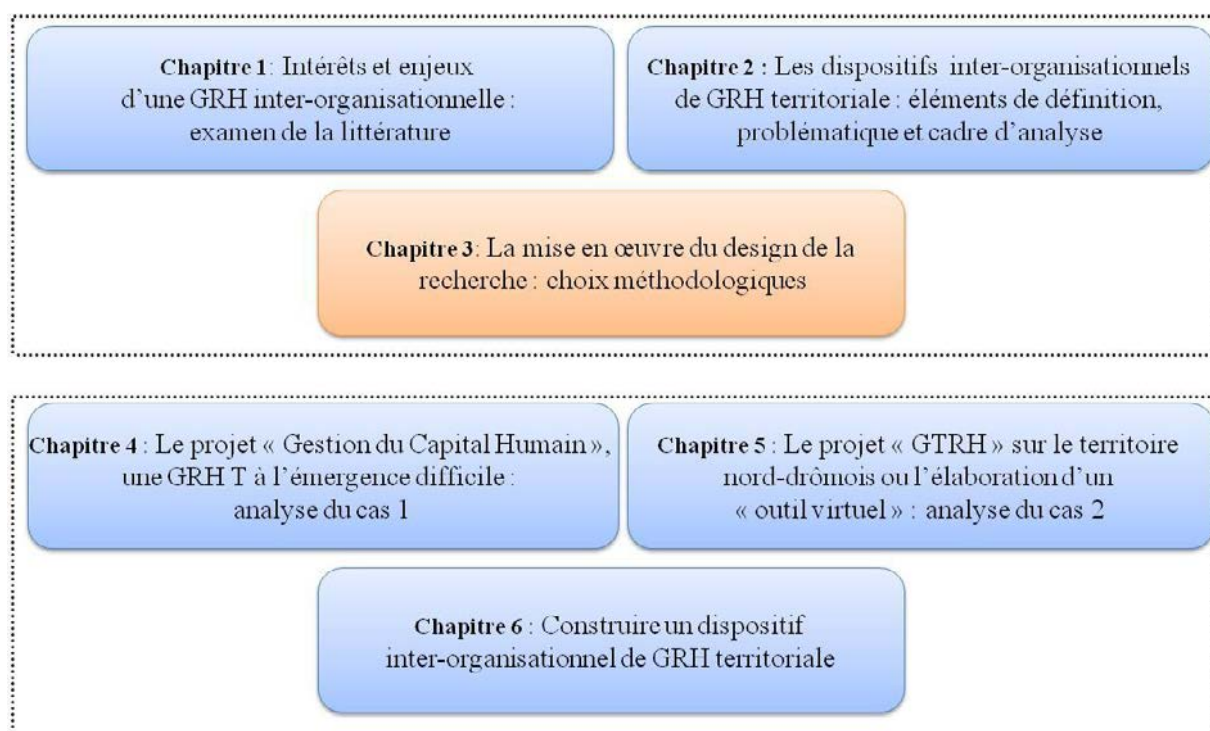 Chapitre 1: Intérêts et enjeux
d'une GRH inter-organisationnelle :
examen de la littérature
Chapitre 2 : Les dispositifs inter-organisationnels
de GRH territoriale : éléments de définition,
problématique et cadre d'analyse
Chapitre 3: La mise en œuvre du design de la
recherche : choix méthodologiques
Chapitre 4 : Le projet « Gestion du Capital Humain »,
une GRH T à l'émergence difficile :
analyse du cas 1
Chapitre 5 : Le projet « GTRH » sur le territoire
nord-drômois ou l'élaboration d'un
« outil virtuel » : analyse du cas 2
Chapitre 6 : Construire un dispositif
inter-organisationnel de GRH territoriale